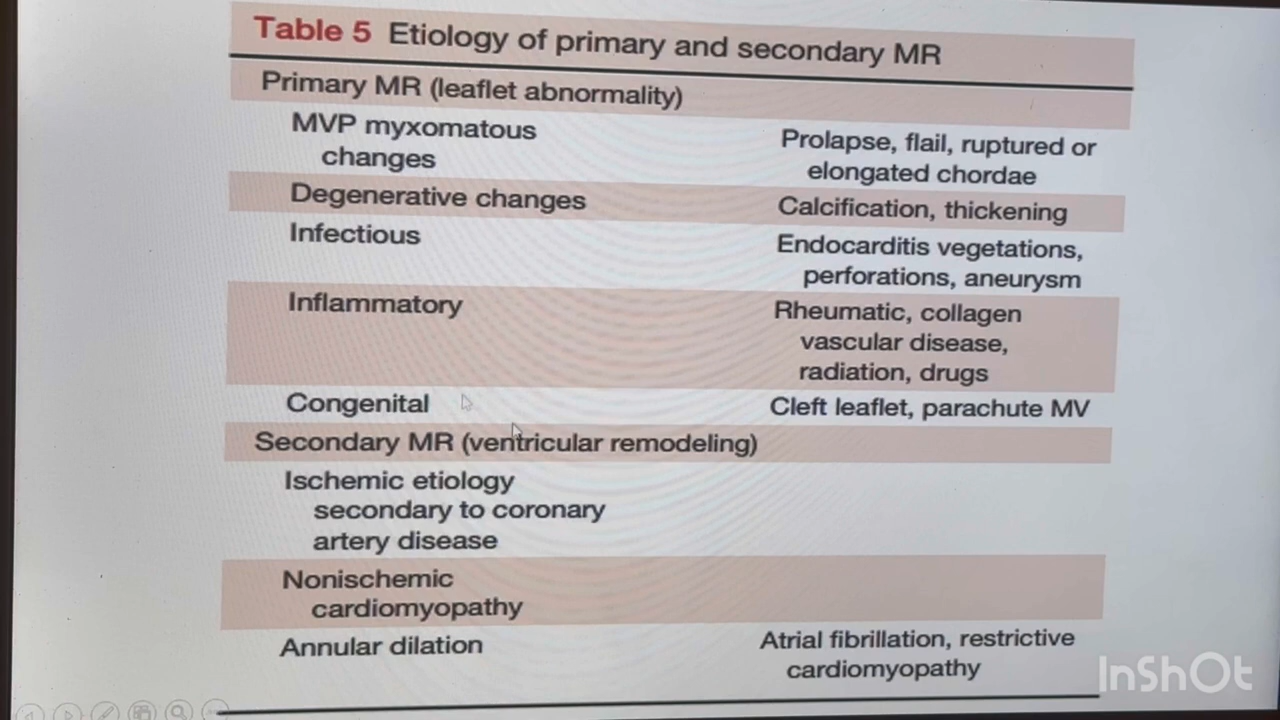 Table 5 Etiology of primary and secondary MR
Primary MR (leaflet abnormality)
MVP myxomatous
changes
Prolapse, flail, ruptured or
elongated chordae
Degenerative changes
Calcification, thickening
Infectious
Endocarditis vegetations,
perforations, aneurysm
Inflammatory
Rheumatic, collagen
vascular disease,
radiation, drugs
Congenital
Cleft leaflet, parachute MV
Secondary MR (ventricular remodeling)
Ischemic etiology
secondary to coronary
artery disease
Nonischemic
cardiomyopathy
Annular dilation
Atrial fibrillation, restrictive
cardiomyopathy
InShOt